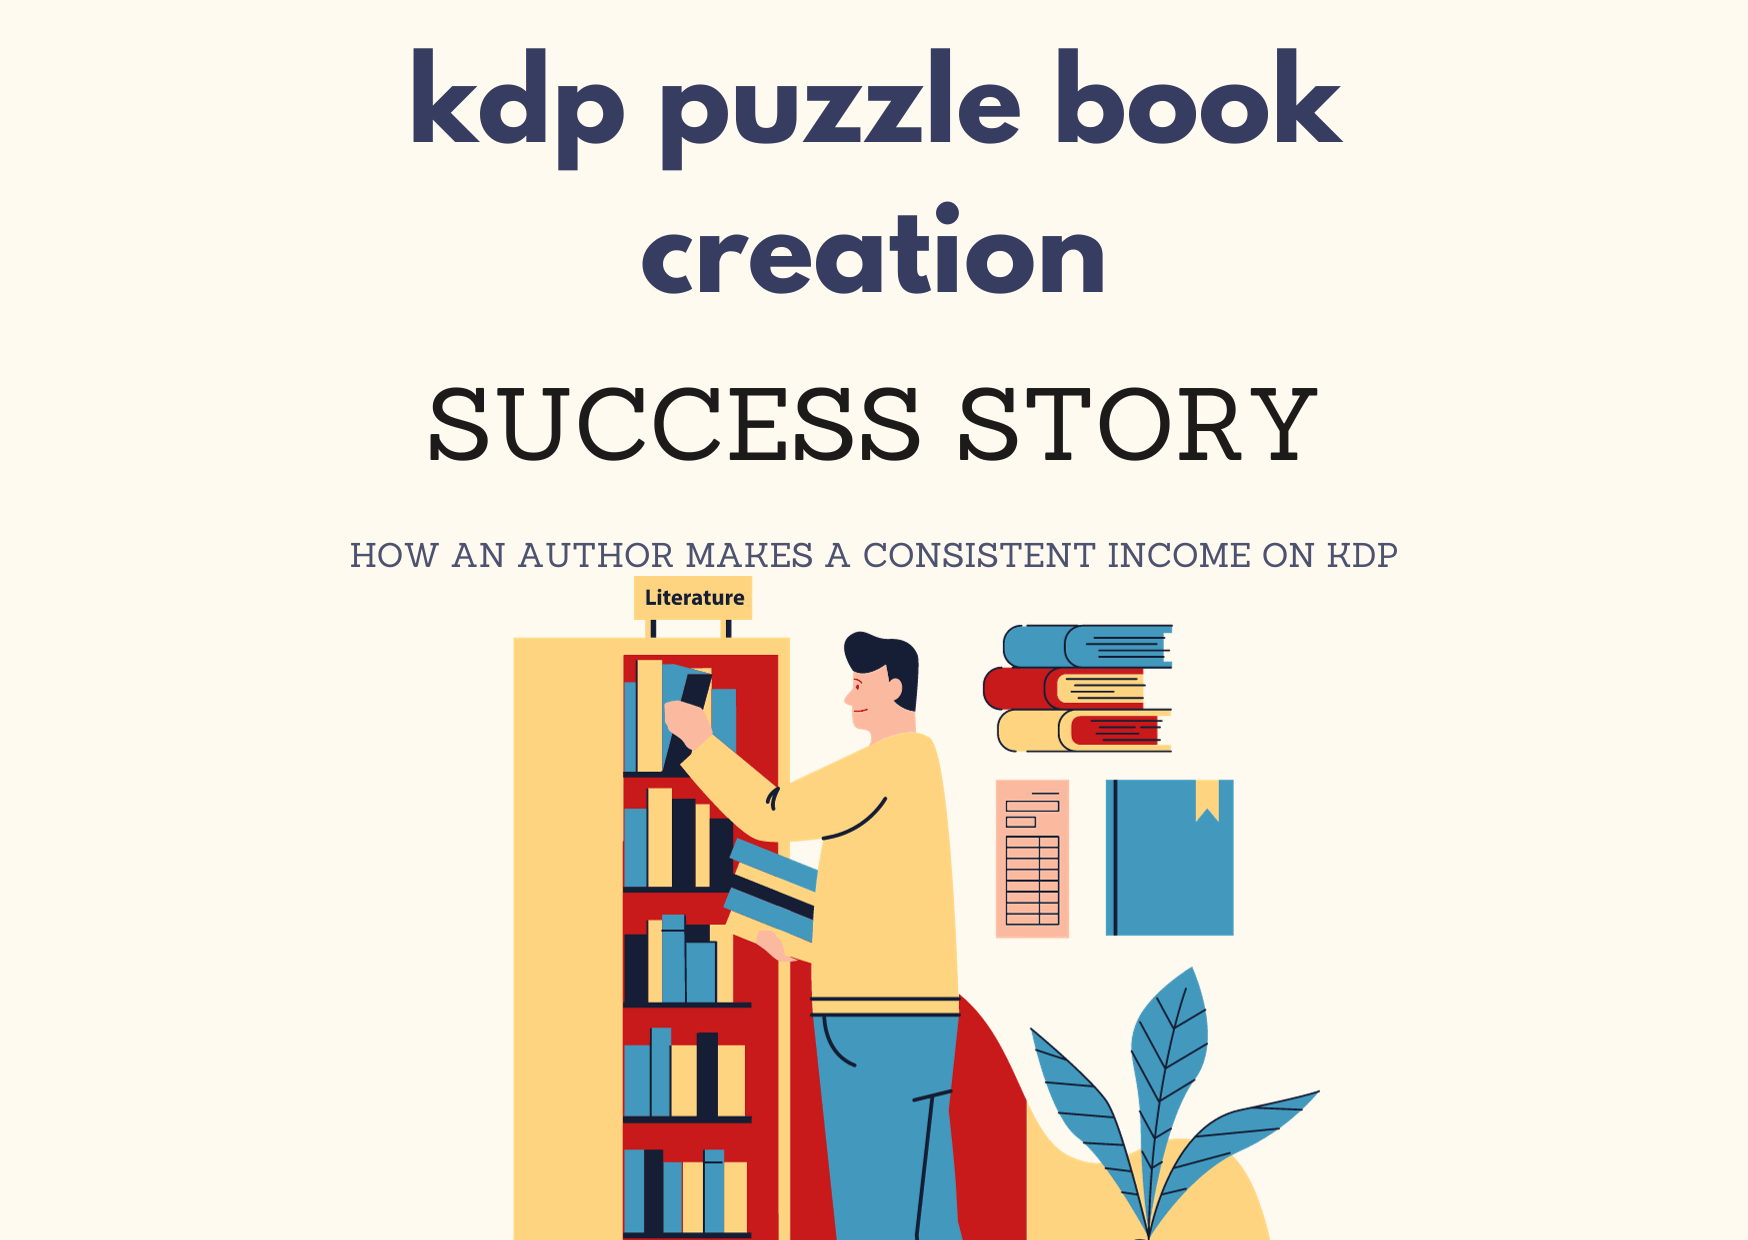 kdp puzzle book
creation
SUCCESS STORY
HOW AN AUTHOR MAKES A CONSISTENT INCOME ON KDP
Literature